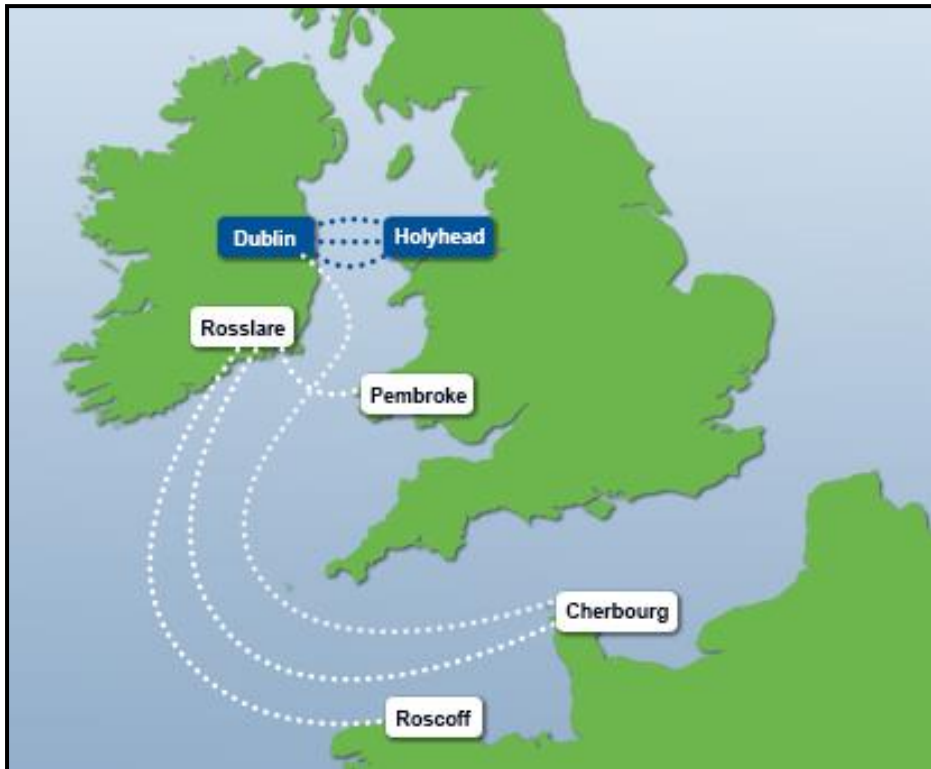 Dublin
Holyhead
Rosslare
Pembroke
Cherbourg
Roscoff